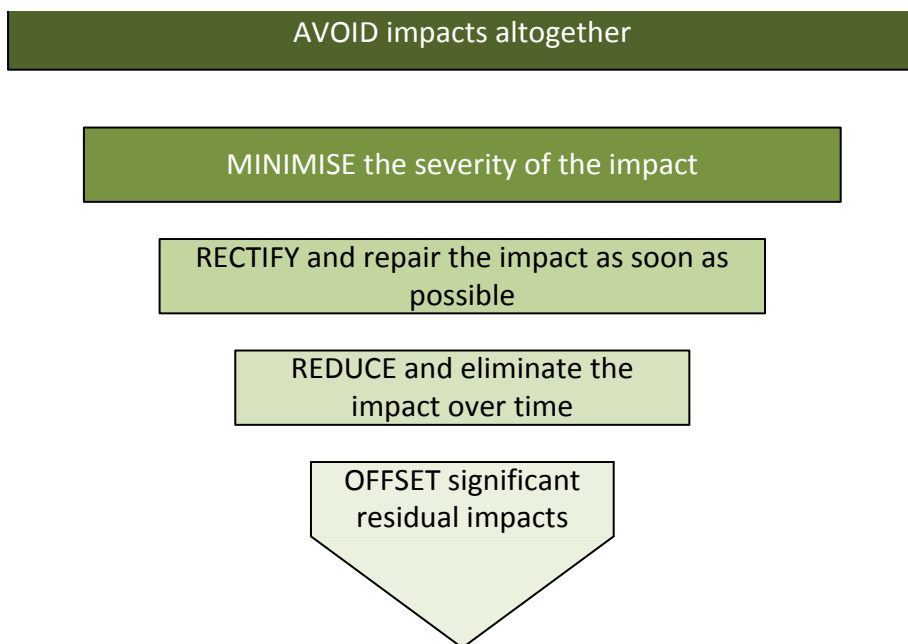 AVOID impacts altogether
MINIMISE the severity of the impact
RECTIFY and repair the impact as soon as
possible
REDUCE and eliminate the
impact over time
OFFSET significant
residual impacts